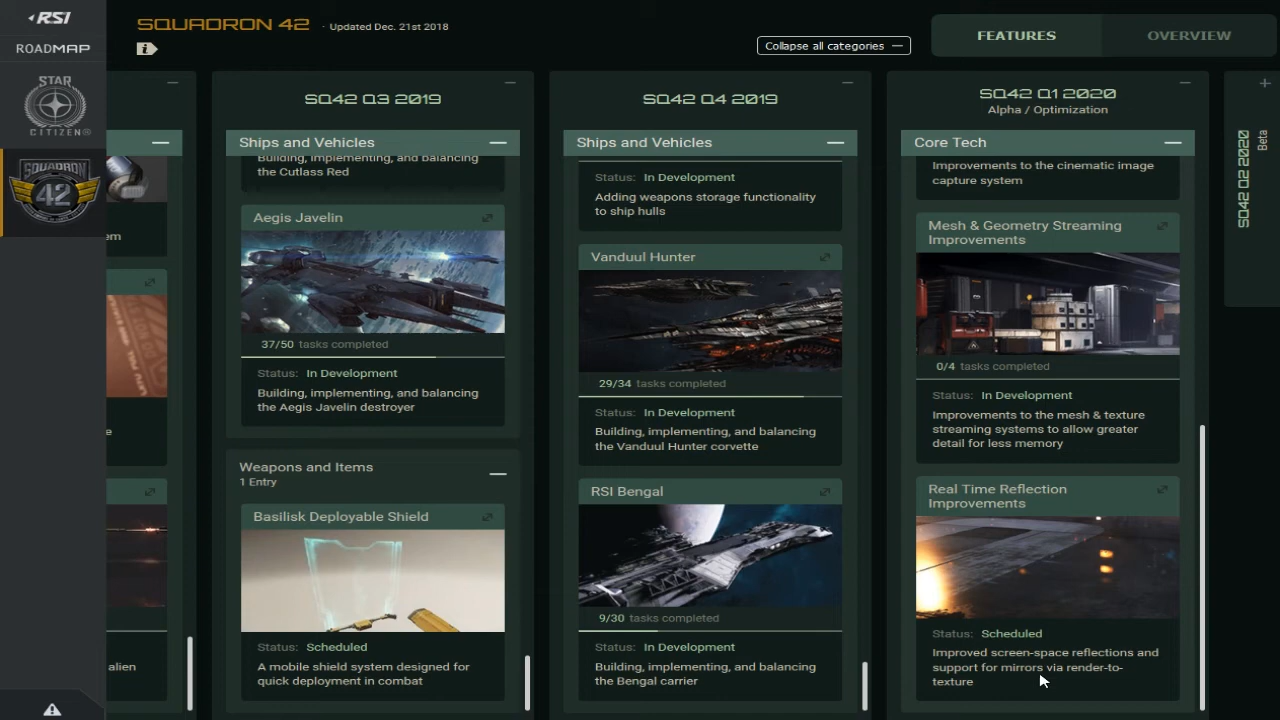 RSI
ROADMAP
STAR
CITIZEN®
SQUADRON
42
SQUADRON 42 · Updated Dec. 21st 2018
i
Collapse all categories —
FEATURES
OVERVIEW
em
e
alien
SQ42 Q3 2019
Ships and Vehicles
Building, implementing, and balancing
the Cutlass Red
Aegis Javelin
37/50 tasks completed
Status: In Development
Building, implementing, and balancing
the Aegis Javelin destroyer
Weapons and Items
1 Entry
Basilisk Deployable Shield
Status: Scheduled
A mobile shield system designed for
quick deployment in combat
SQ42 Q4 2019
Ships and Vehicles
Status: In Development
Adding weapons storage functionality
to ship hulls
Vanduul Hunter
29/34 tasks completed
Status: In Development
Building, implementing, and balancing
the Vanduul Hunter corvette
RSI Bengal
9/30 tasks completed
Status: In Development
Building, implementing, and balancing
the Bengal carrier
SQ42 Q1 2020
Alpha / Optimization
Core Tech
Improvements to the cinematic image
capture system
Mesh & Geometry Streaming
Improvements
0/4 tasks completed
Status: In Development
Improvements to the mesh & texture
streaming systems to allow greater
detail for less memory
Real Time Reflection
Improvements
Status: Scheduled
Improved screen-space reflections and
support for mirrors via render-to-
texture
SQ42 Q2 2020
Beta